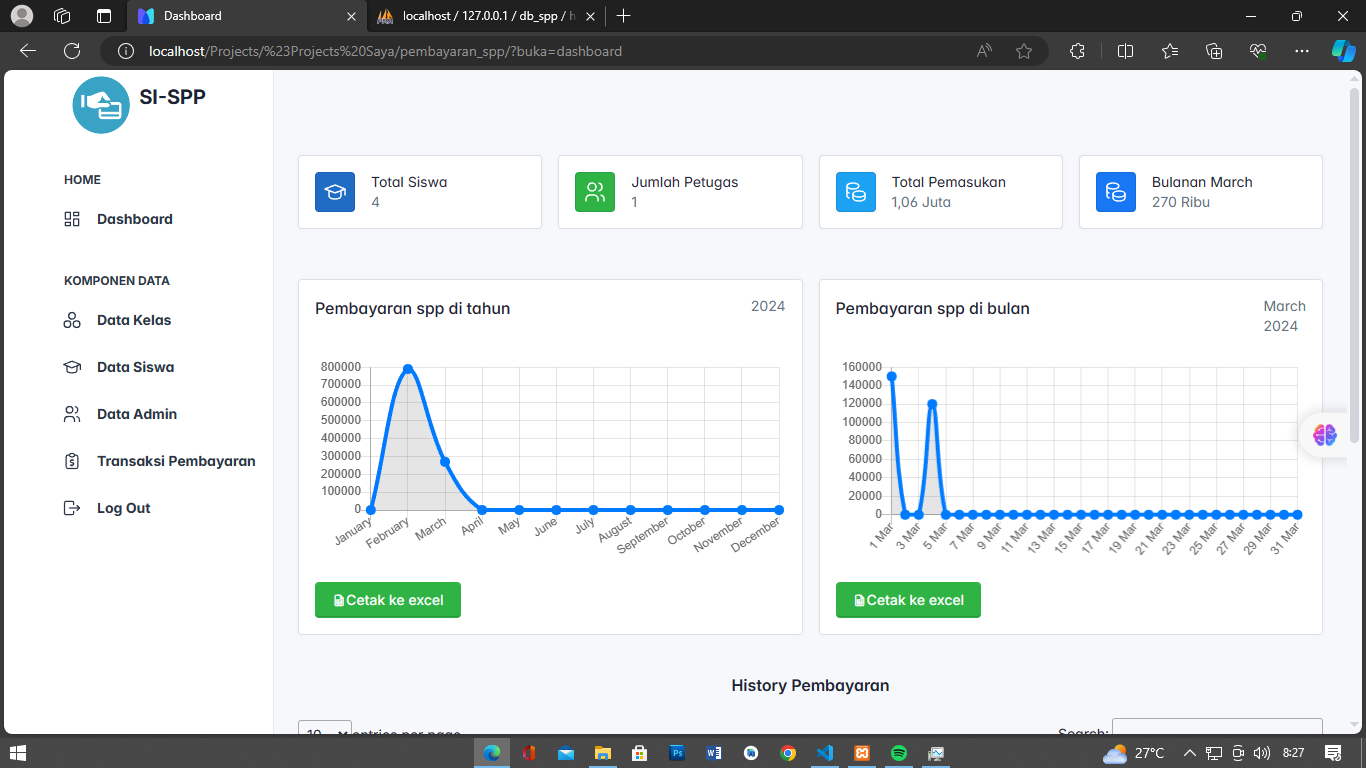 Dashboard
localhost / 127.0.0.1 / db_spp / h
localhost/Projects/%23Projects%20Saya/pembayaran_spp/?buka=dashboard
SI-SPP
HOME
Dashboard
KOMPONEN DATA
Data Kelas
Data Siswa
Data Admin
Transaksi Pembayaran
Log Out
Total Siswa
4
Jumlah Petugas
1
Total Pemasukan
1,06 Juta
Bulanan March
270 Ribu
Pembayaran spp di tahun
2024
800000
700000
600000
500000
400000
300000
200000
100000
0
January
February
March
April
May
June
July
August
September
October
November
December
Cetak ke excel
Pembayaran spp di bulan
March
2024
160000
140000
120000
100000
80000
60000
40000
20000
0
1 Mar
3 Mar
5 Mar
7 Mar
9 Mar
11 Mar
13 Mar
15 Mar
17 Mar
19 Mar
21 Mar
23 Mar
25 Mar
27 Mar
29 Mar
31 Mar
Cetak ke excel
History Pembayaran
10 entries per page
Search:
27°C
8:27